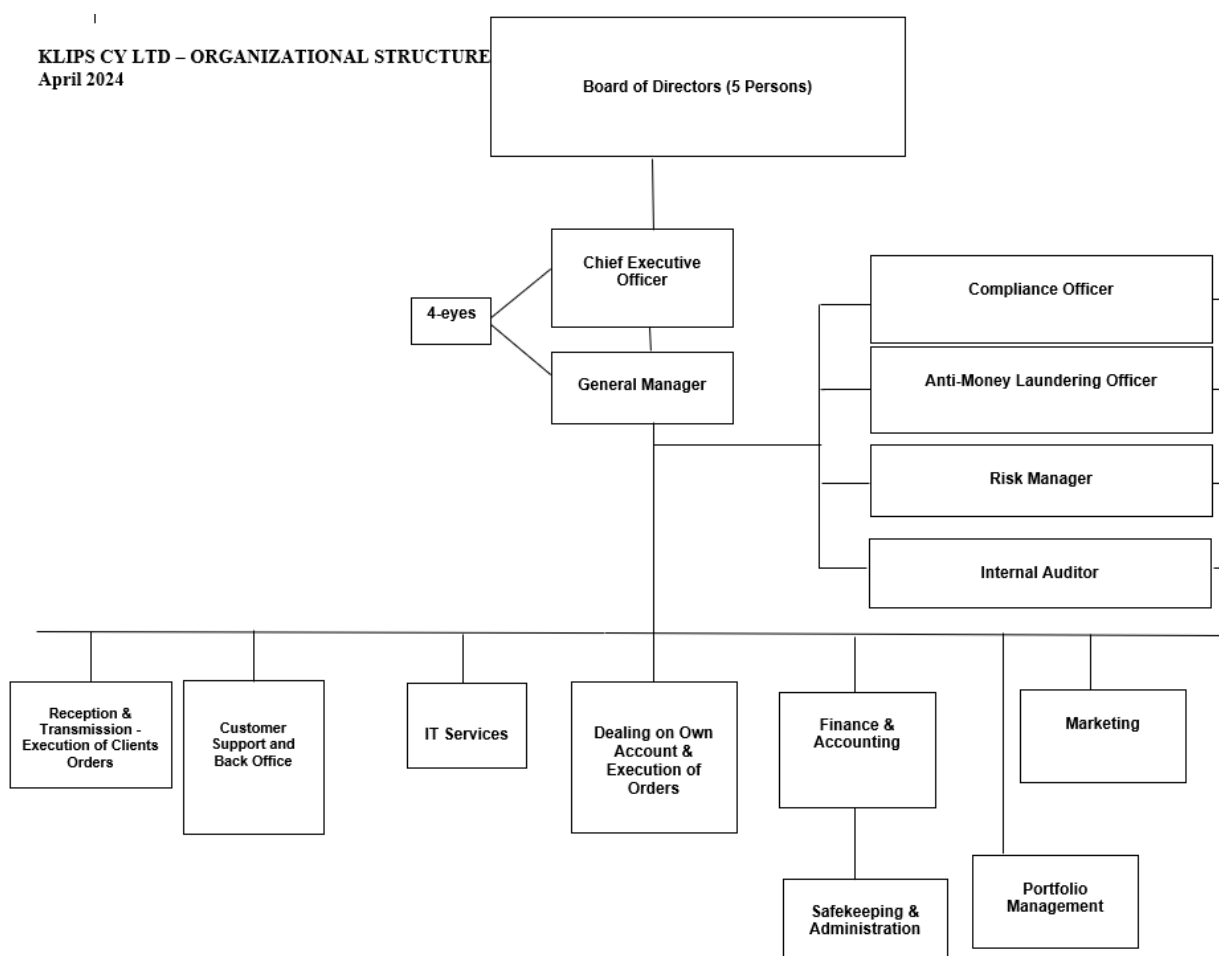 KLIPS CY LTD – ORGANIZATIONAL STRUCTURE
April 2024
Board of Directors (5 Persons)
Chief Executive
Officer
4-eyes
General Manager
Compliance Officer
Anti-Money Laundering Officer
Risk Manager
Internal Auditor
Reception &
Transmission -
Execution of Clients
Orders
Customer
Support and
Back Office
IT Services
Dealing on Own
Account &
Execution of
Orders
Finance &
Accounting
Marketing
Safekeeping &
Administration
Portfolio
Management